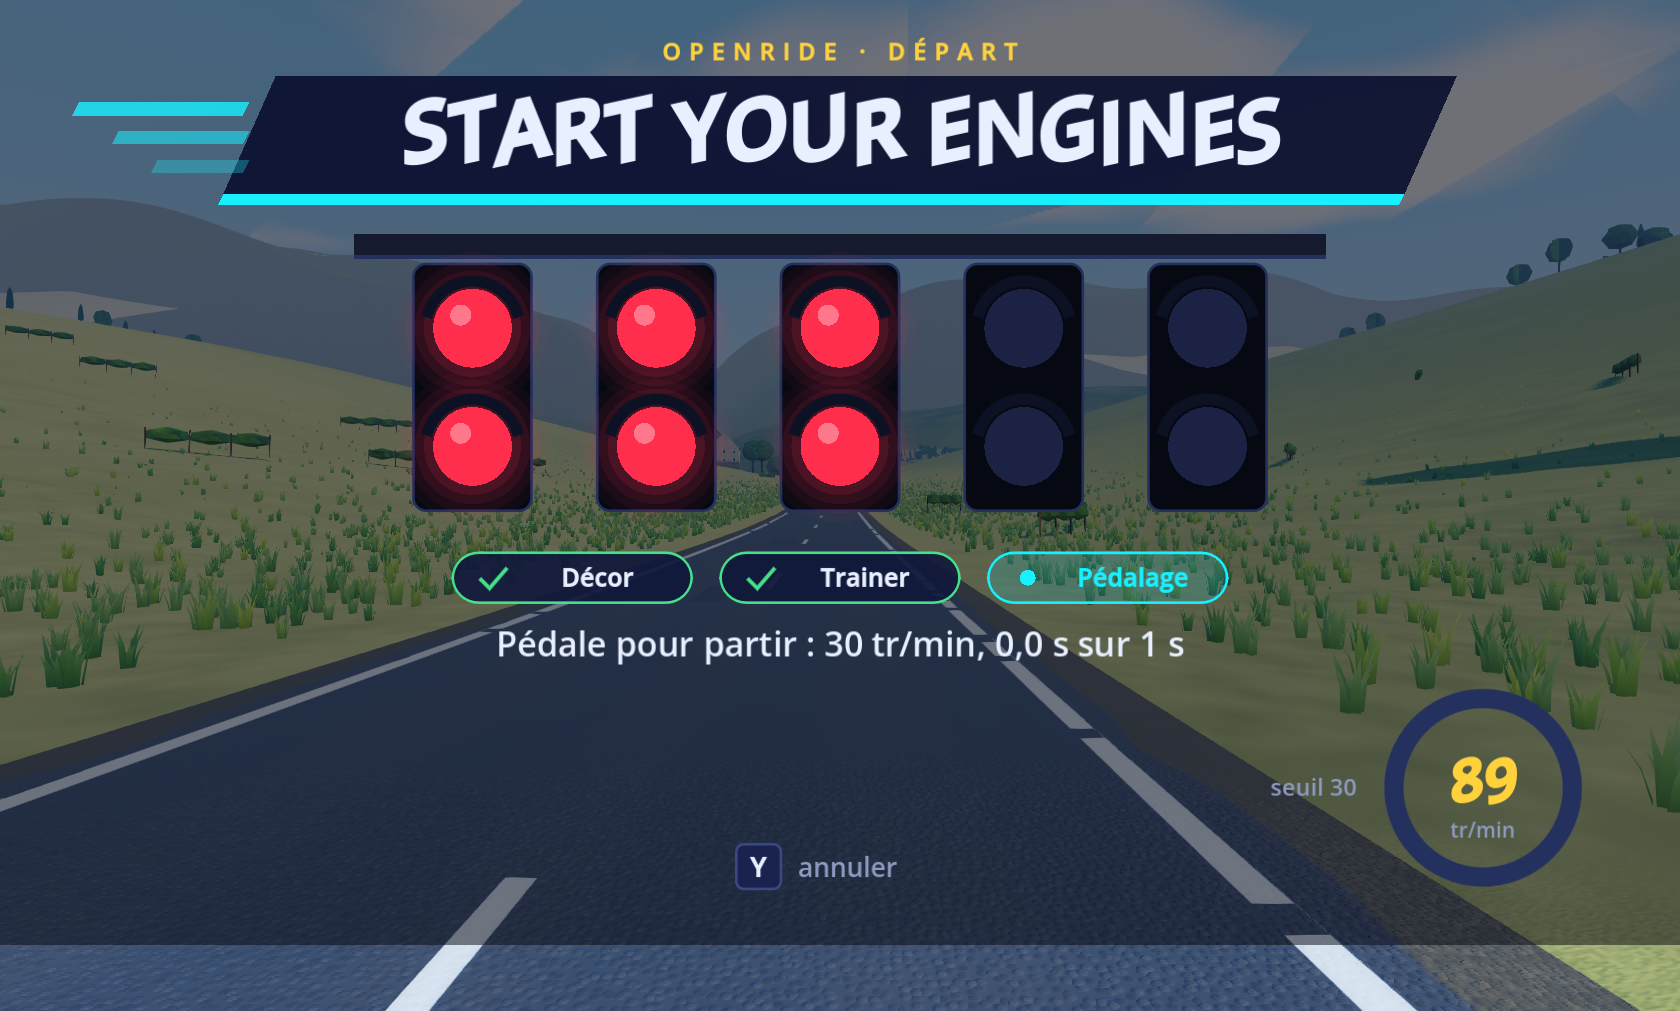 OPENRIDE · DÉPART
START YOUR ENGINES
Décor
Trainer
Pédalage
Pédale pour partir : 30 tr/min, 0,0 s sur 1 s
seuil 30
89
tr/min
Y annuler